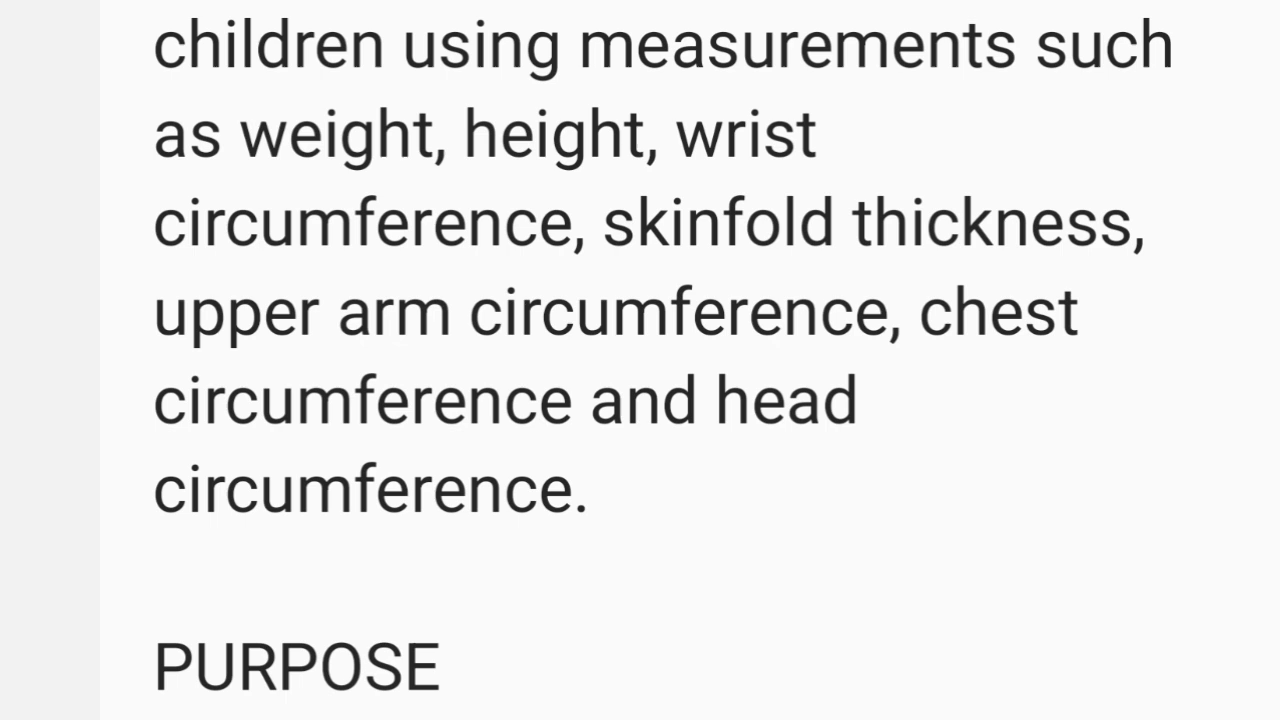 children using measurements such
as weight, height, wrist
circumference, skinfold thickness,
upper arm circumference, chest
circumference and head
circumference.
PURPOSE